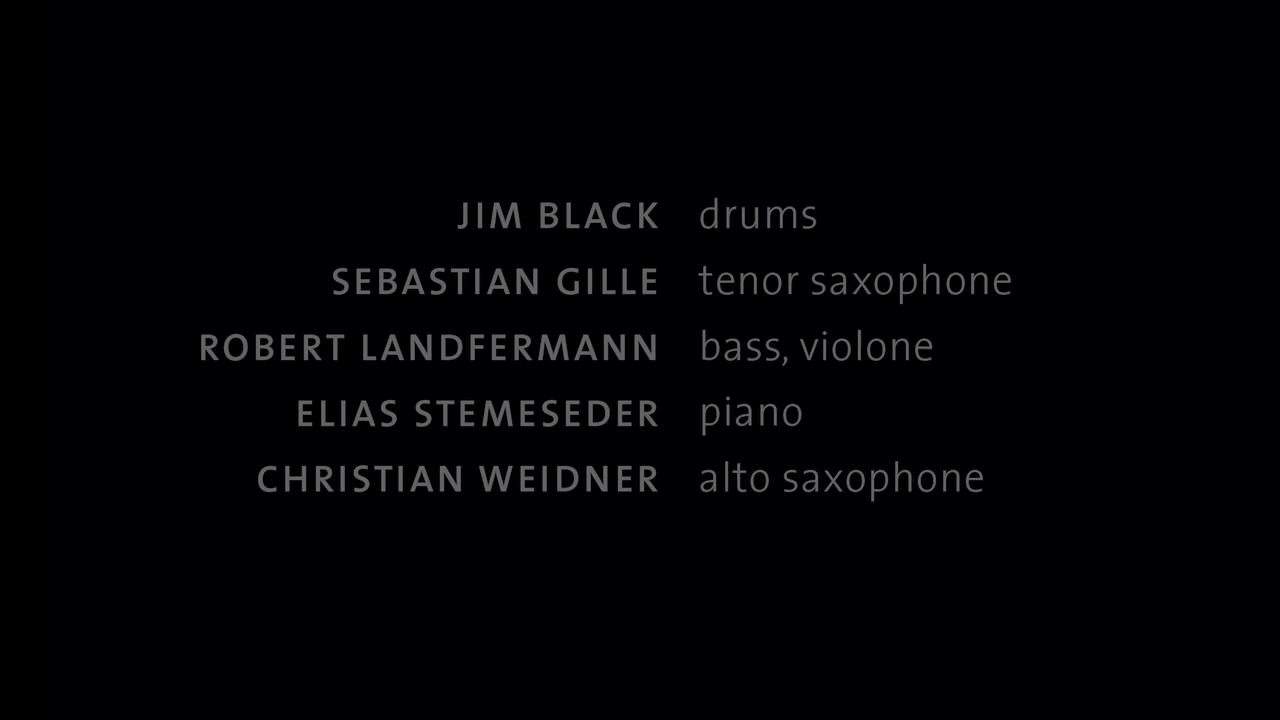 JIM BLACK drums
SEBASTIAN GILLE tenor saxophone
ROBERT LANDFERMANN bass, violone
ELIAS STEMESEDER piano
CHRISTIAN WEIDNER alto saxophone